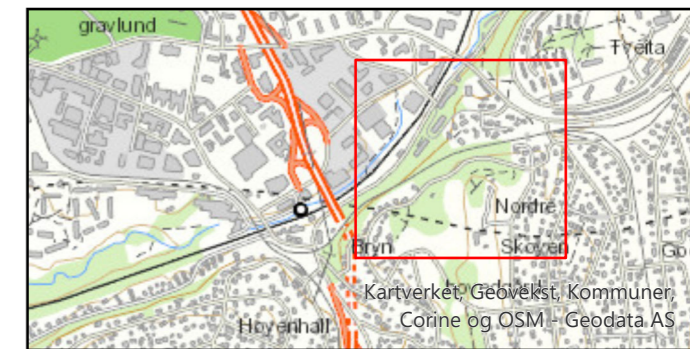 gravlund
Tveita
Nordre
Bryn
Skøyen
Høyenhall
Kartverket, Geovekst, Kommuner,
Corine og OSM - Geodata AS